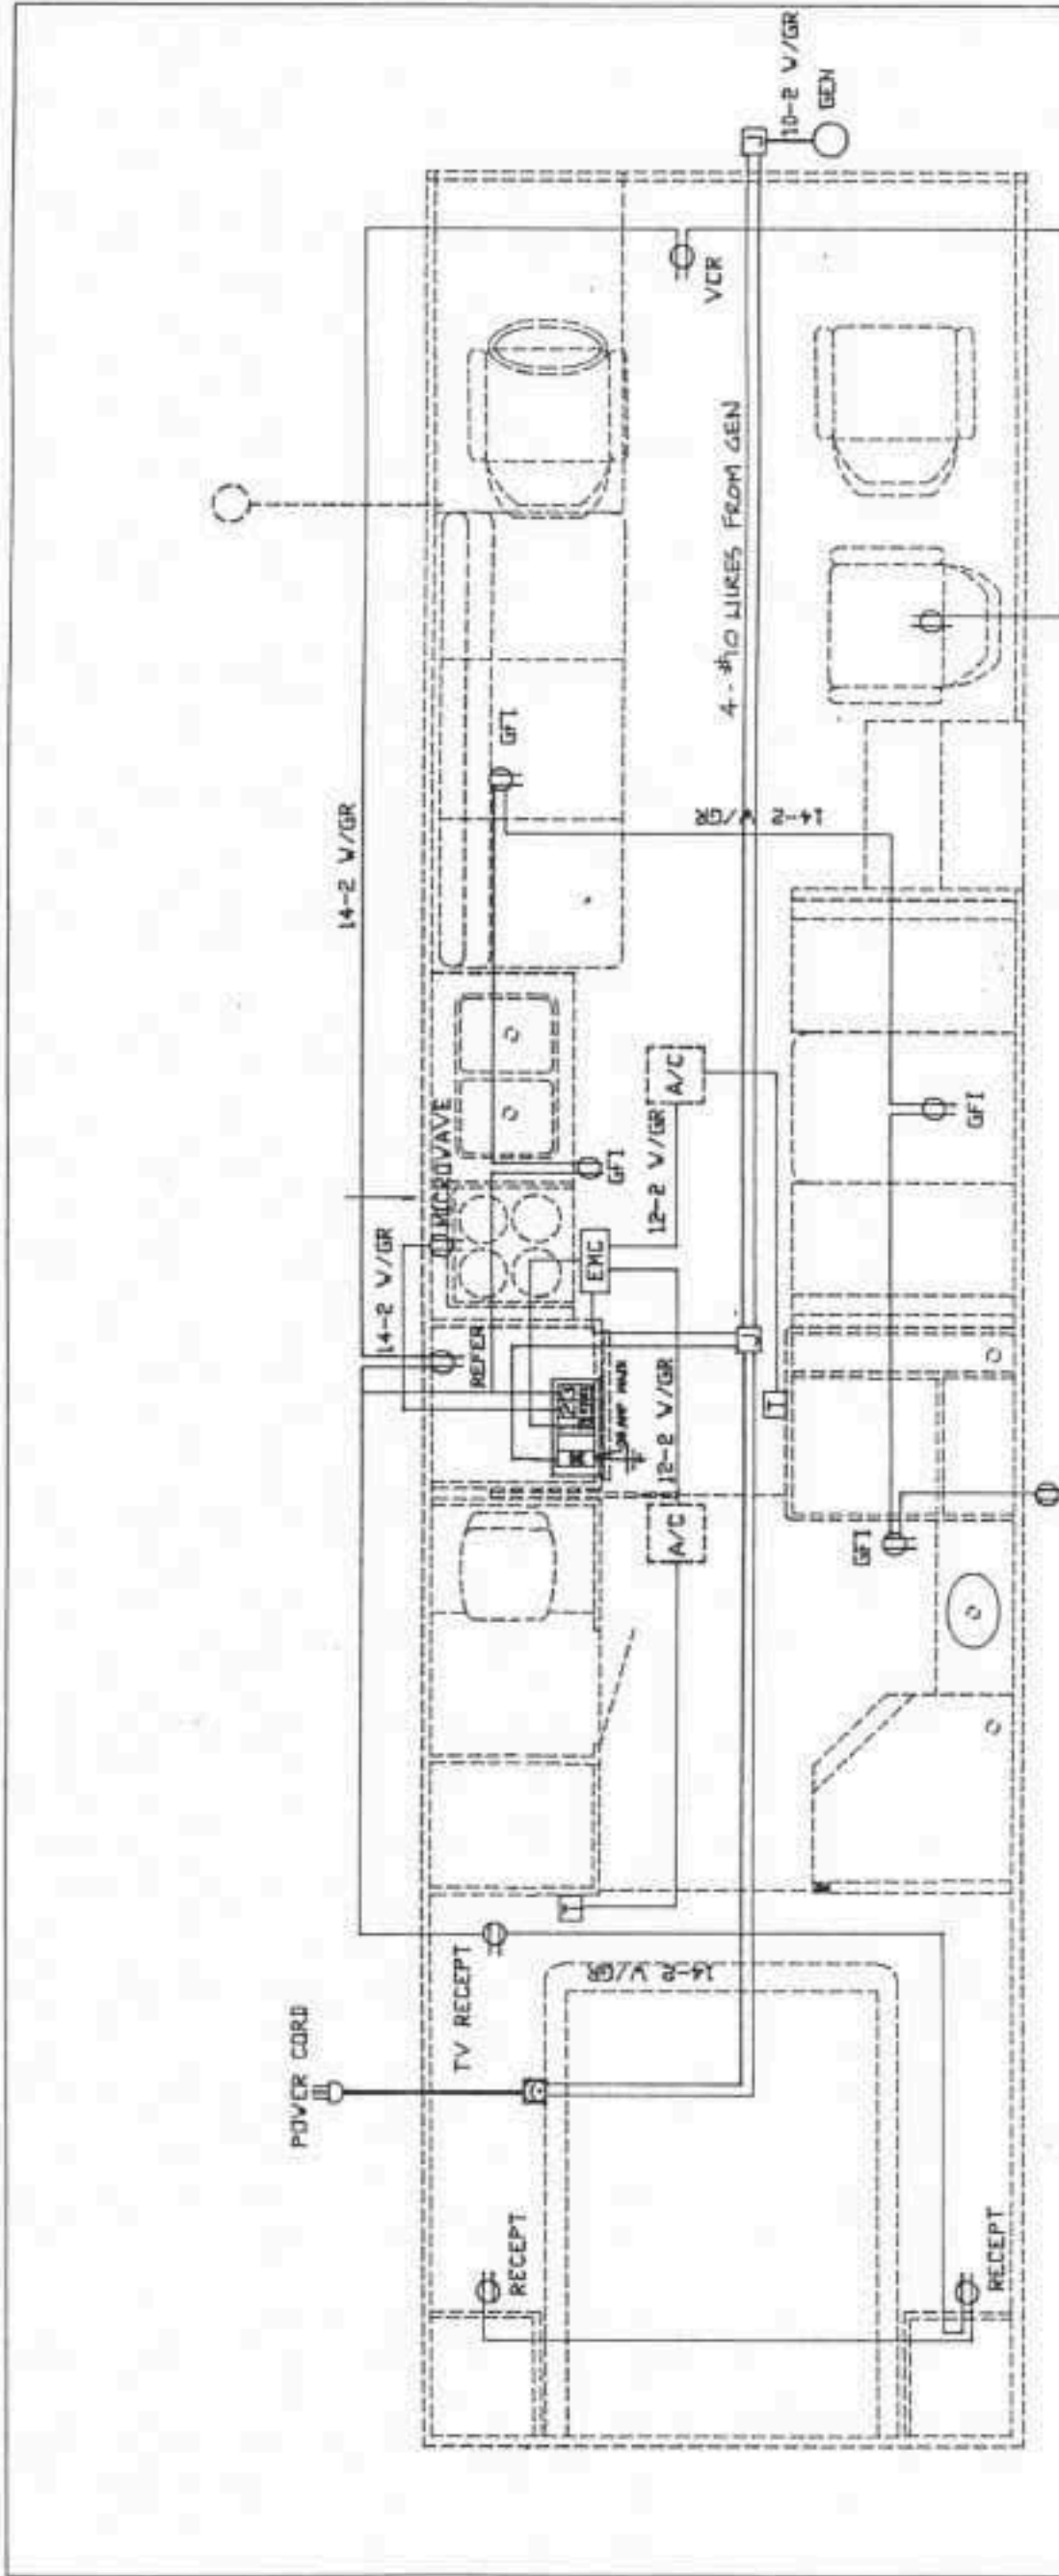 POWER CORD
14-2 W/GR
14-2 W/GR
MICROWAVE
REFER
TV RECEPT
RECEPT
14-2 W/GR
T
J
A/C
12-2 W/GR
EMC
12-2 W/GR
A/C
GFI
GFI
J
T
14-2 W/GR
4-#10 WIRES FROM GEN
VCR
J
10-2 W/GR
GEN
GFI
GFI
RECEPT